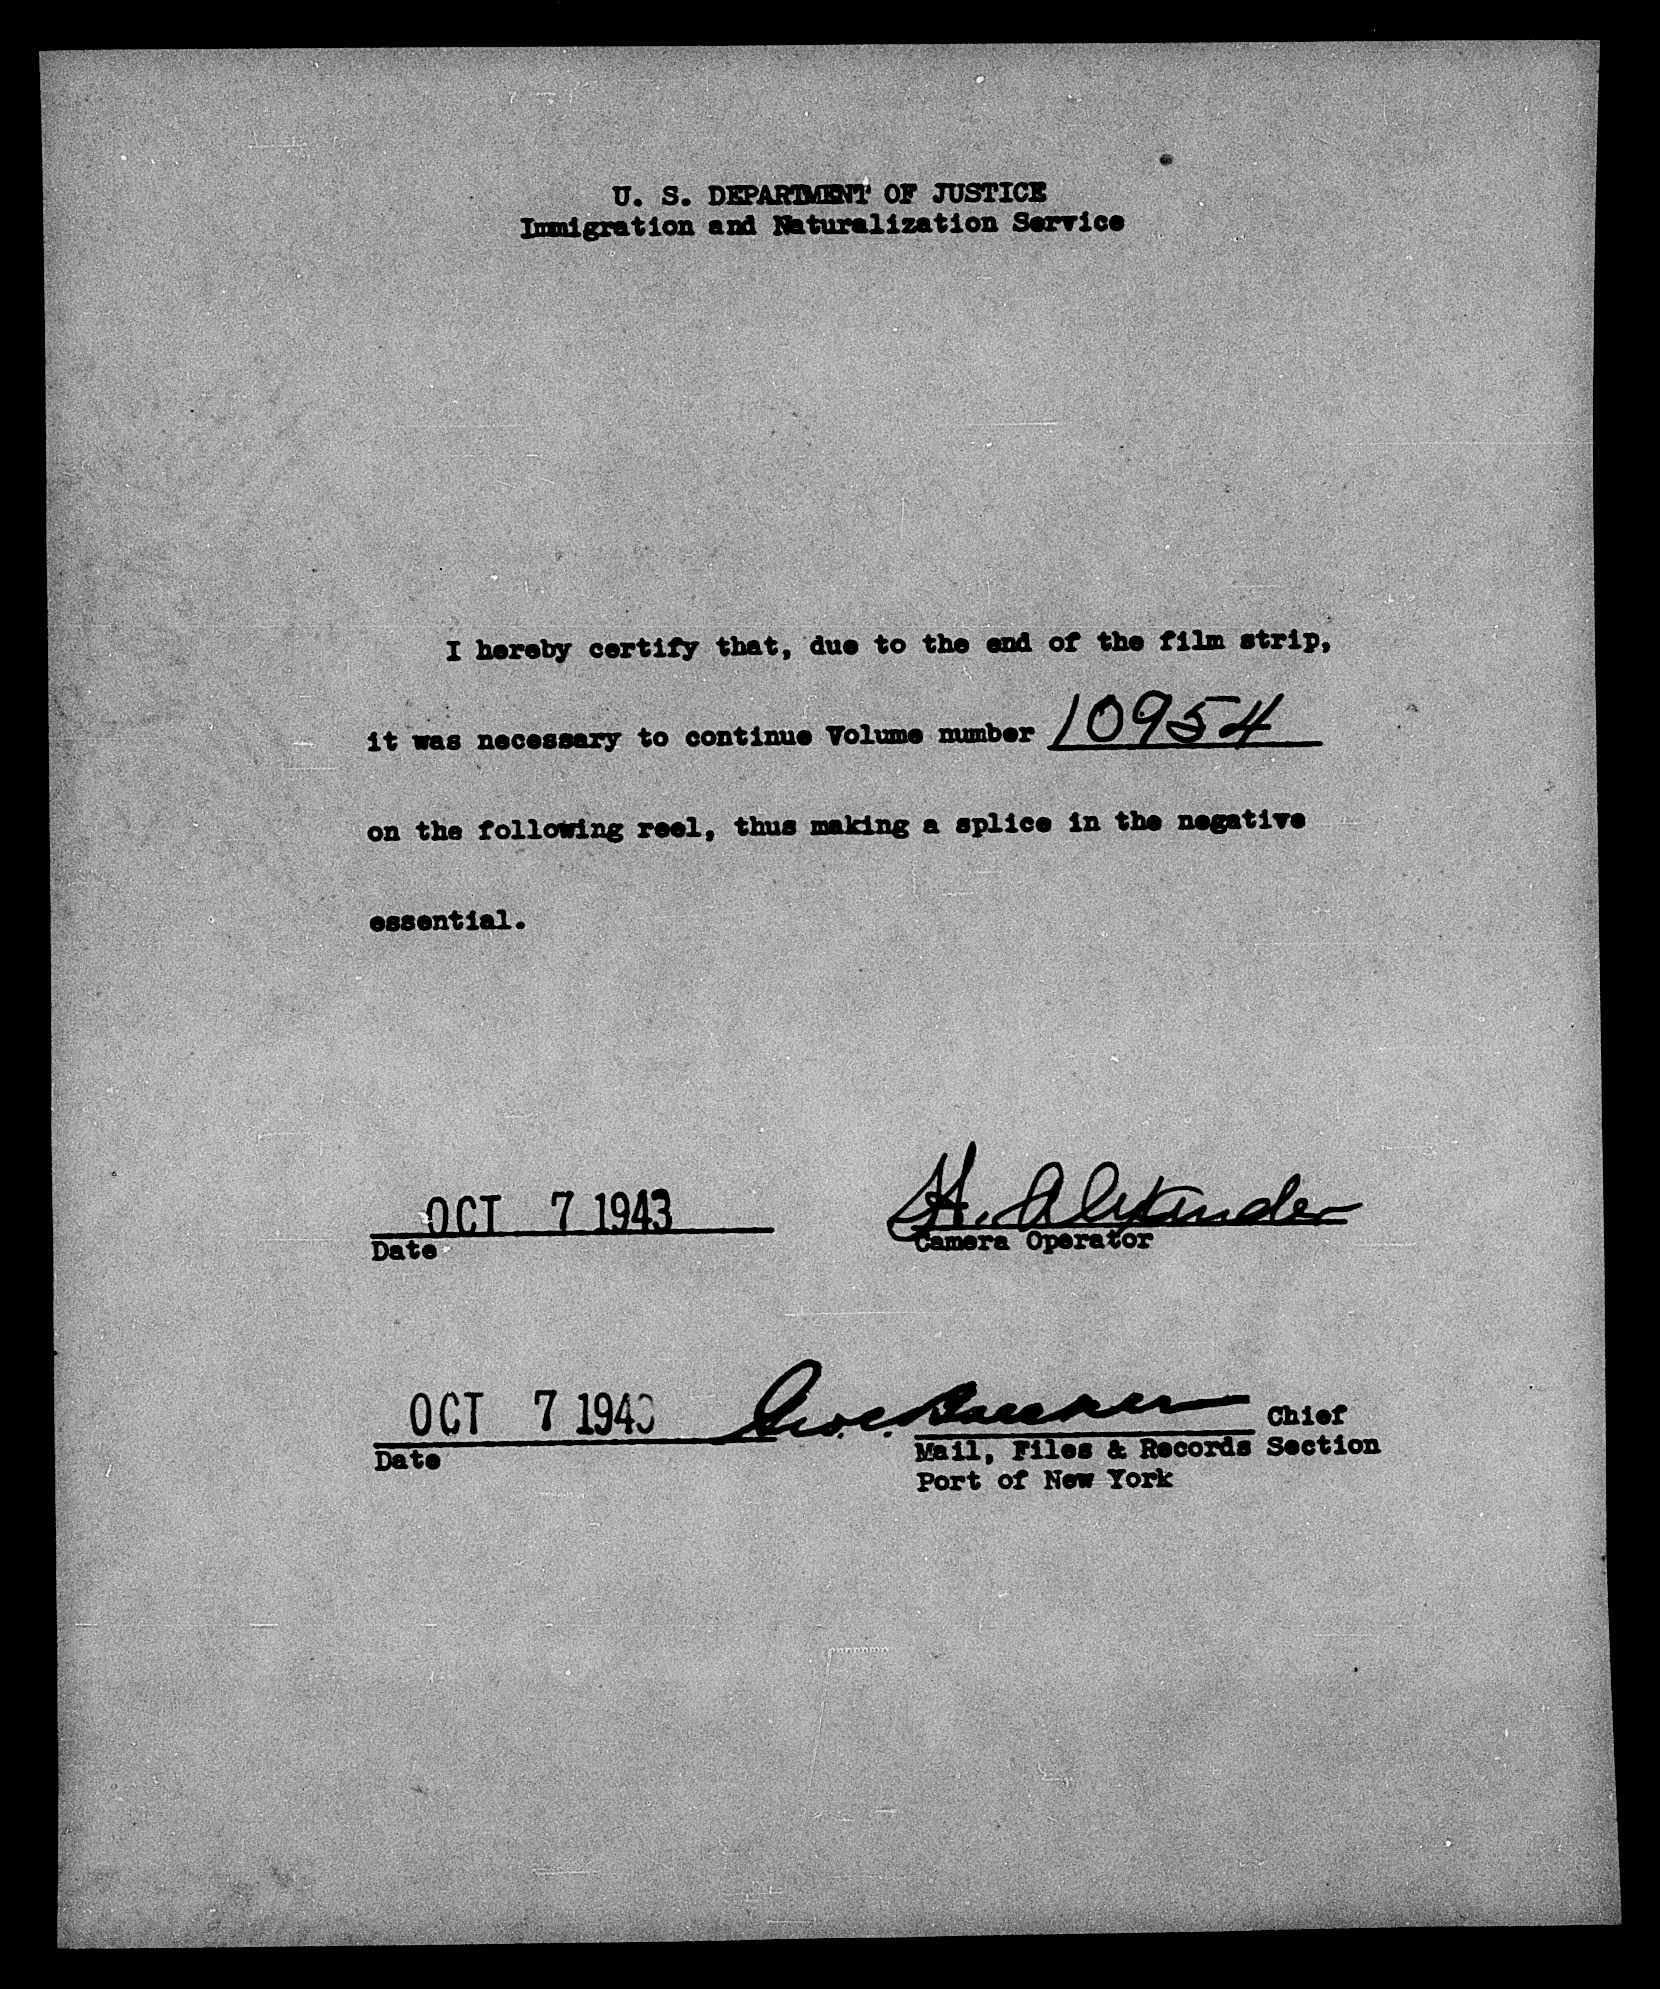 U. S. DEPARTMENT OF JUSTICE
Immigration and Naturalization Service
I hereby certify that, due to the end of the film strip,
it was necessary to continue Volume number 10954
on the following reel, thus making a splice in the negative
essential.
OCT 7 1943
Date
H. Alexander
Camera Operator
OCT 7 1943
Date
Chief
Mail, Files & Records Section
Port of New York